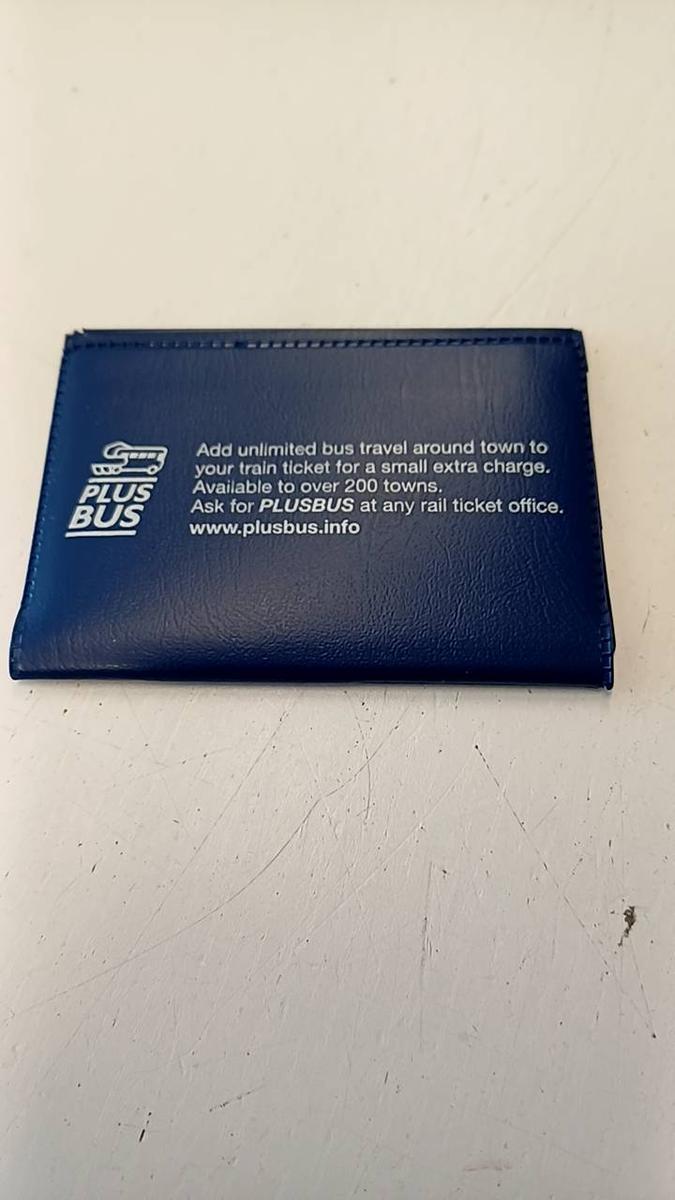 PLUS
BUS
Add unlimited bus travel around town to
your train ticket for a small extra charge.
Available to over 200 towns.
Ask for PLUSBUS at any rail ticket office.
www.plusbus.info